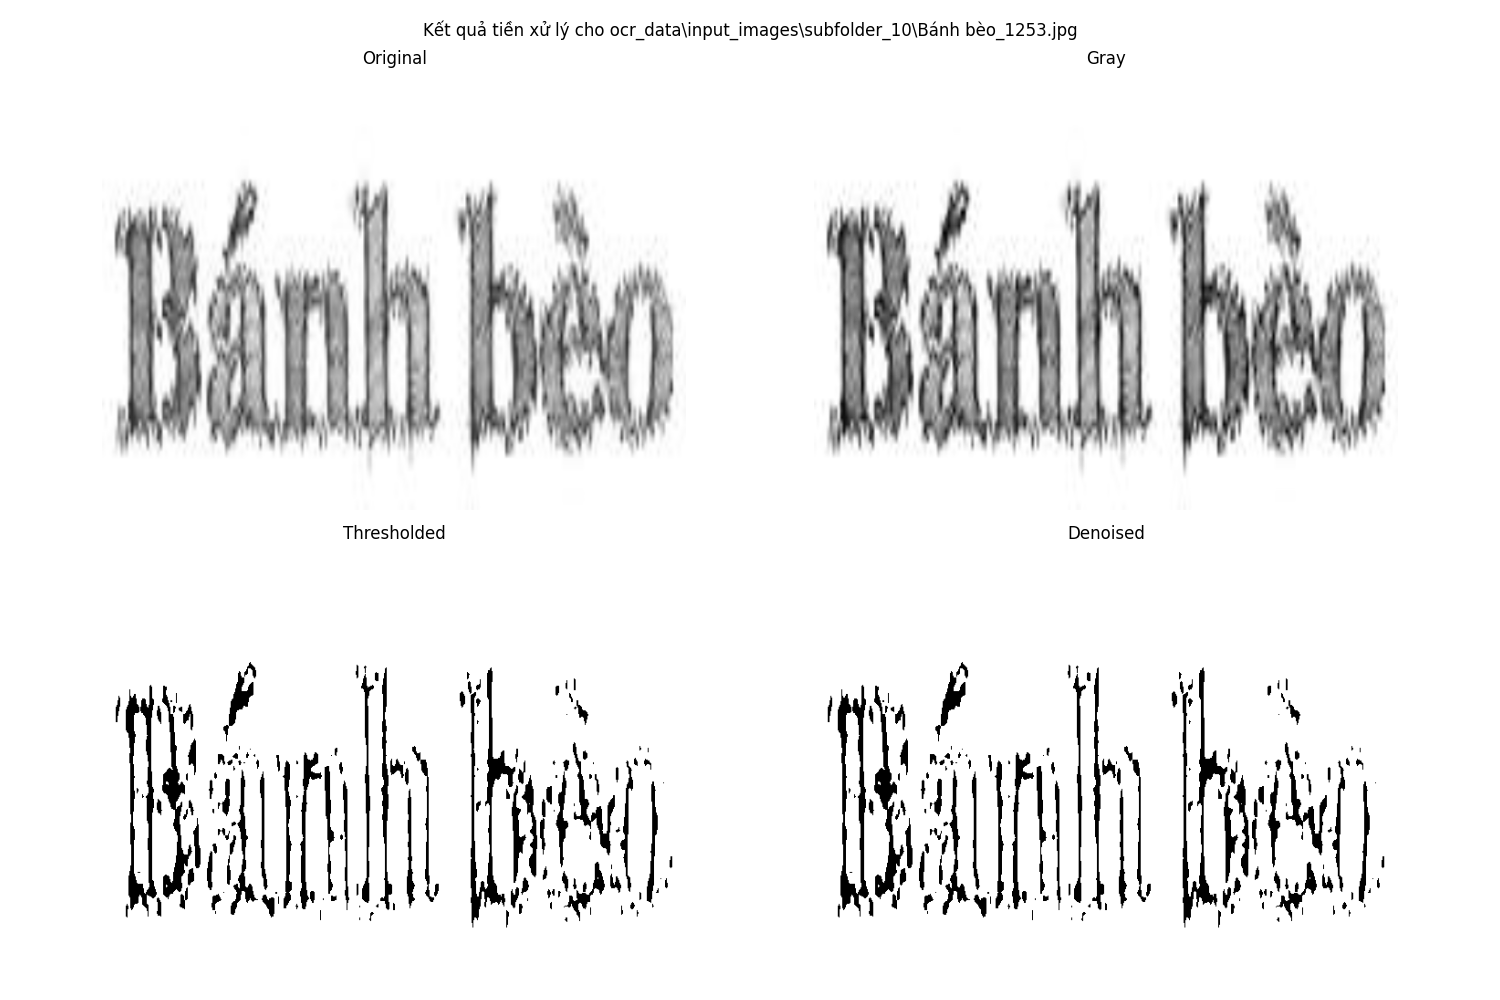 Kết quả tiền xử lý cho ocr_data\input_images\subfolder_10\Bánh bèo_1253.jpg
Original
Gray
Bánh bèo
Bánh bèo
Thresholded
Denoised
Bánh bèo
Bánh bèo